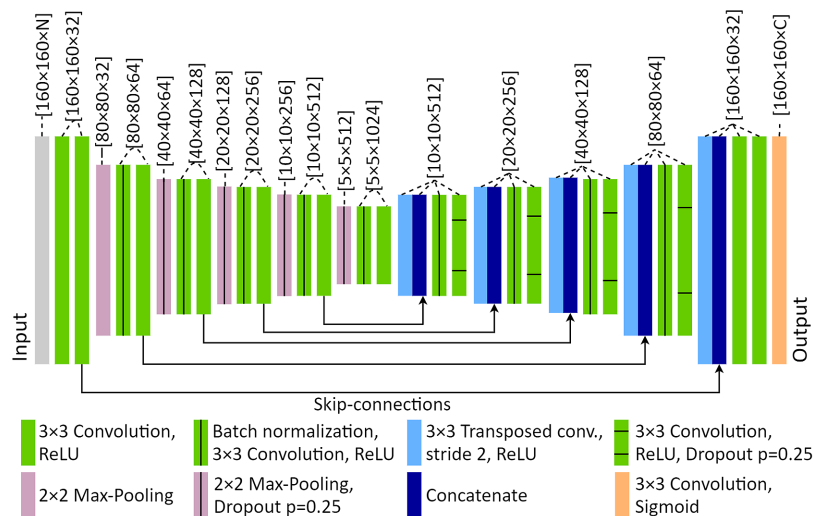 [160×160×N]
[160×160×32]
[80×80×32]
[80×80×64]
[40×40×64]
[40×40×128]
[20×20×128]
[20×20×256]
[10×10×256]
[10×10×512]
[5×5×512]
[5×5×1024]
[10×10×512]
[20×20×256]
[40×40×128]
[80×80×64]
[160×160×32]
[160×160×C]
Input
Output
Skip-connections
3×3 Convolution,
ReLU
Batch normalization,
3×3 Convolution, ReLU
3×3 Transposed conv.,
stride 2, ReLU
3×3 Convolution,
ReLU, Dropout p=0.25
2×2 Max-Pooling
2×2 Max-Pooling,
Dropout p=0.25
Concatenate
3×3 Convolution,
Sigmoid